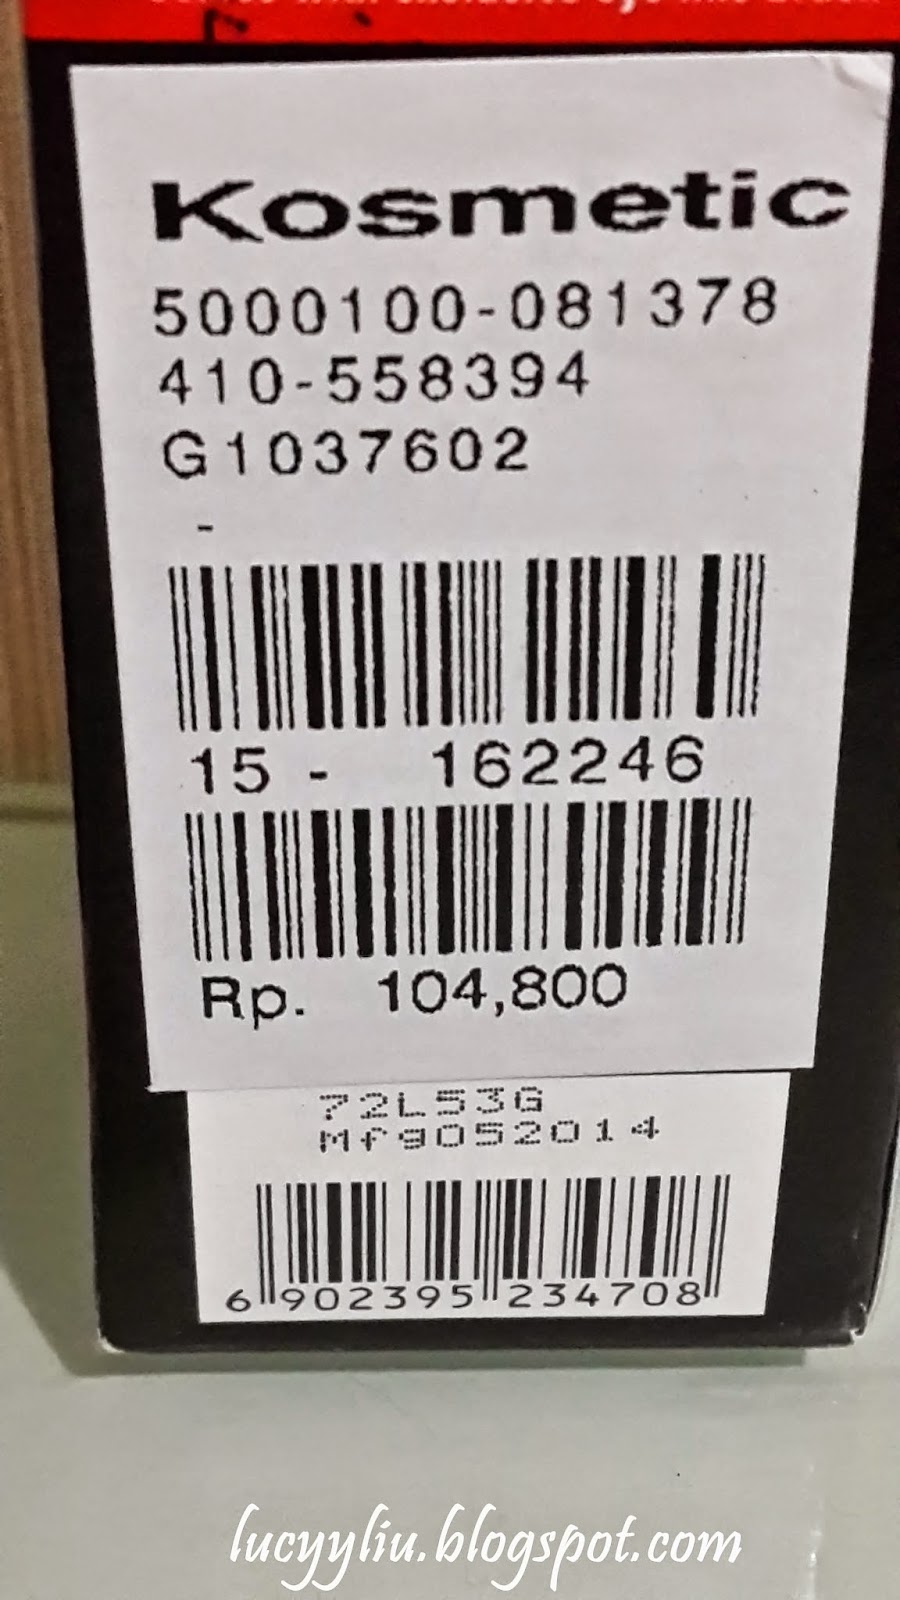 Kosmetic
5000100-081378
410-558394
G1037602
-
15 - 162246
Rp. 104,800
72L53G
Mfg052014
6 902395 234708
lucyyliu.blogspot.com